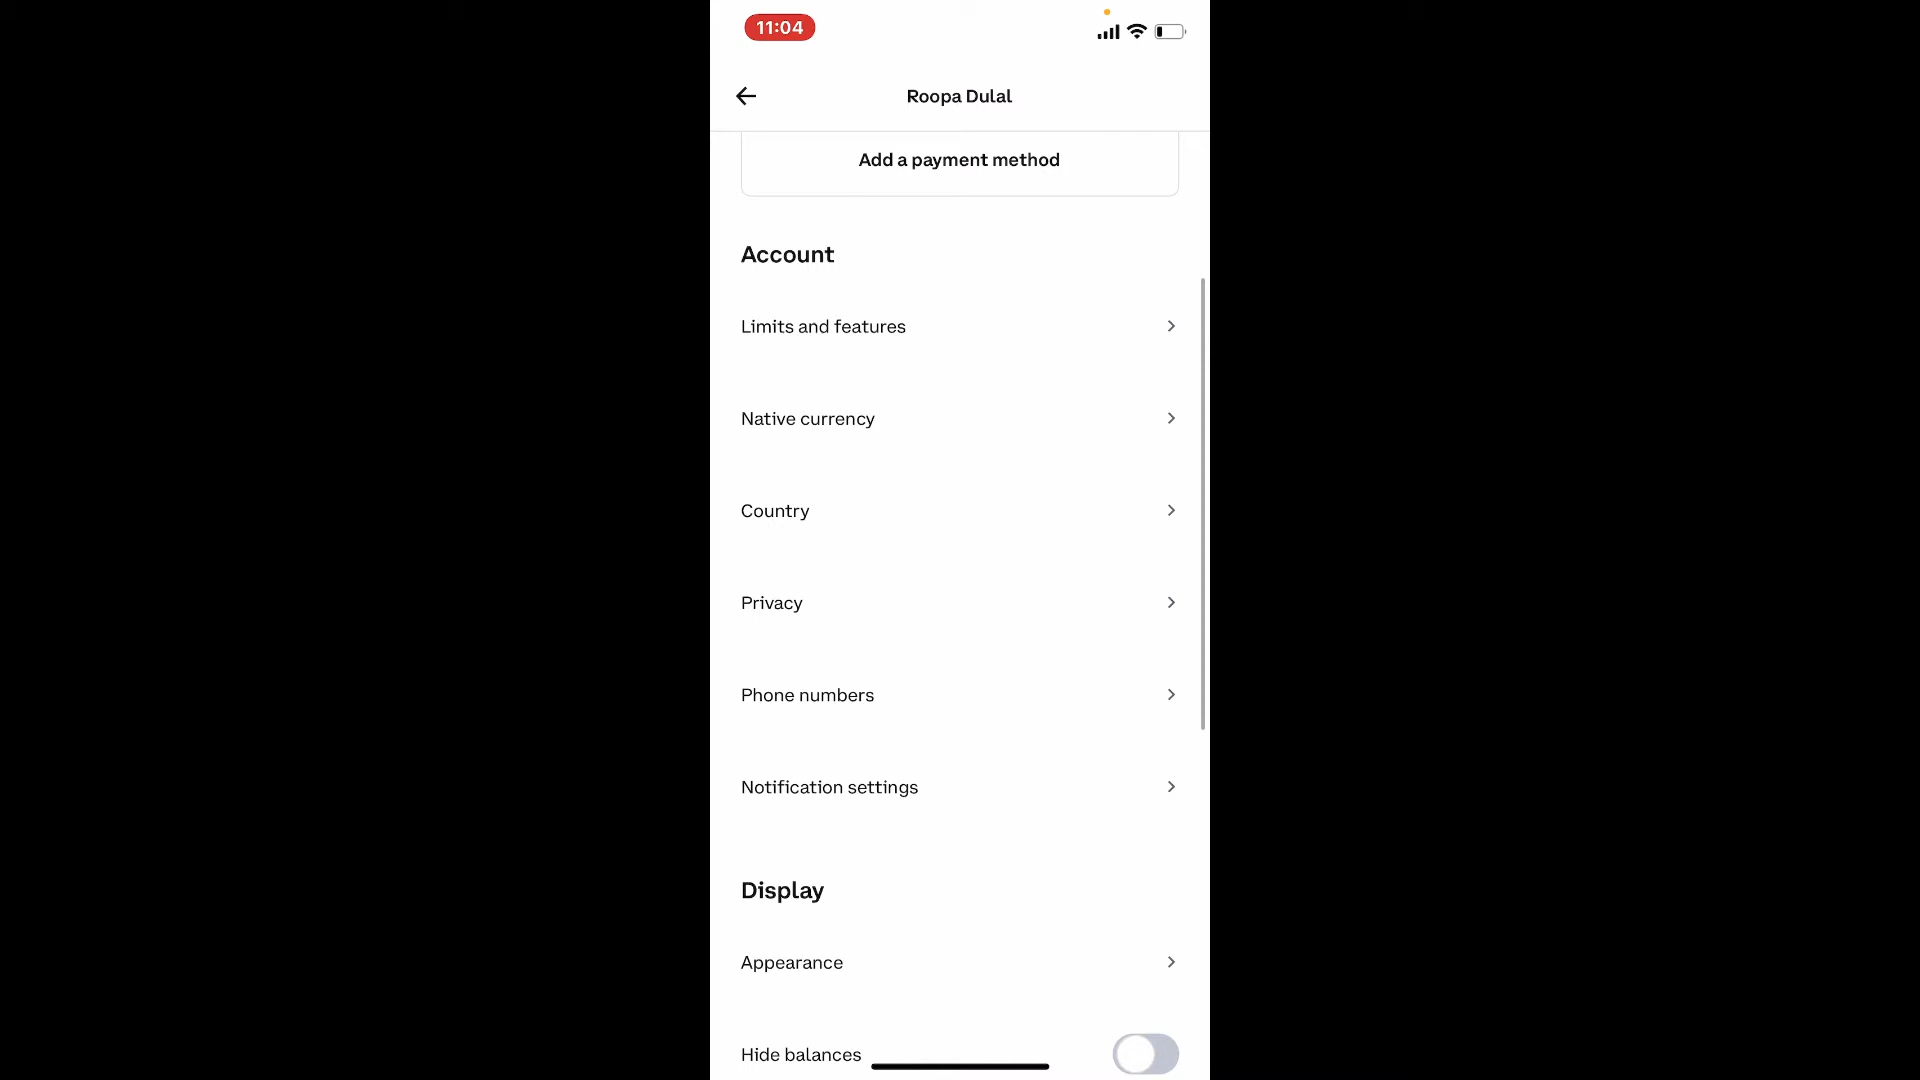 11:04
Roopa Dulal
Add a payment method
Account
Limits and features
Native currency
Country
Privacy
Phone numbers
Notification settings
Display
Appearance
Hide balances